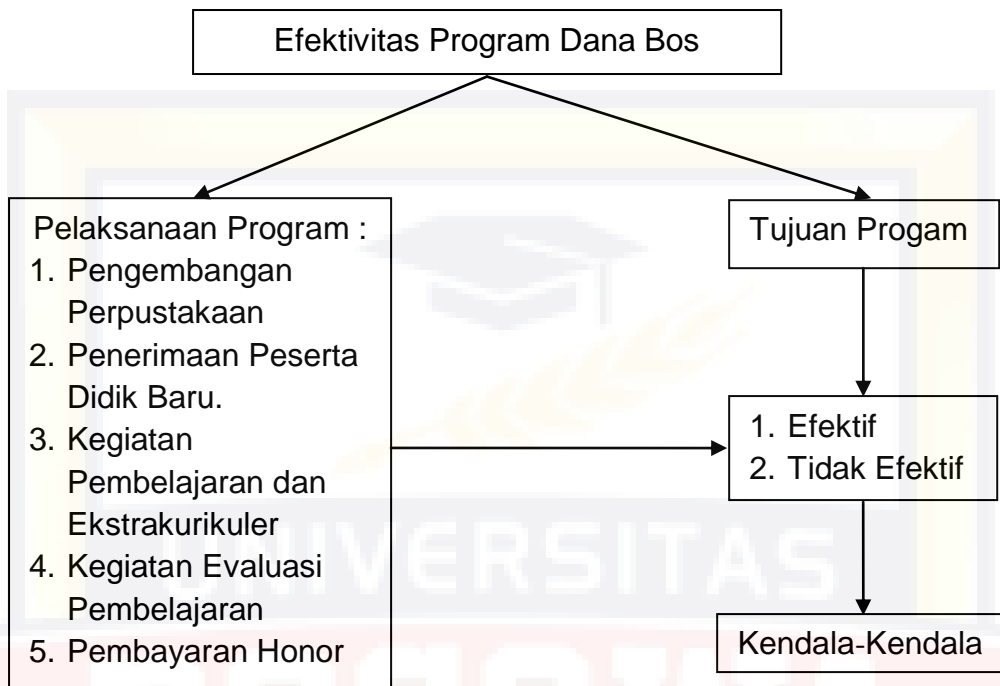 Efektivitas Program Dana Bos
Pelaksanaan Program :
1. Pengembangan
Perpustakaan
2. Penerimaan Peserta
Didik Baru.
3. Kegiatan
Pembelajaran dan
Ekstrakurikuler
4. Kegiatan Evaluasi
Pembelajaran
5. Pembayaran Honor
Tujuan Progam
1. Efektif
2. Tidak Efektif
Kendala-Kendala
UNIVERSITAS